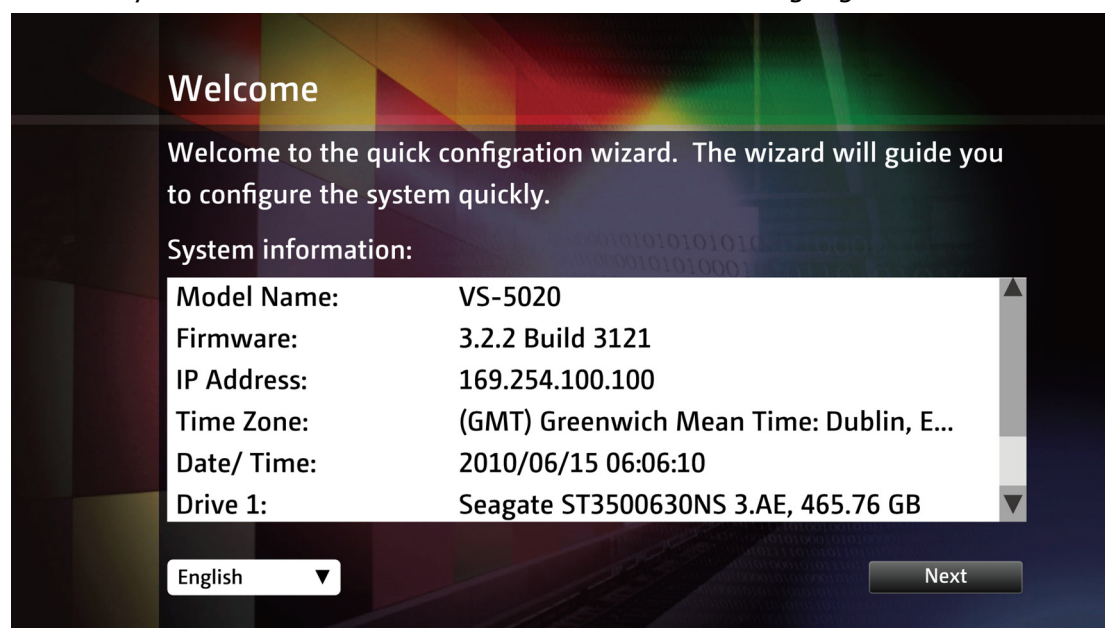 Welcome
Welcome to the quick configration wizard.  The wizard will guide you
to configure the system quickly.
System information:
Model Name: VS-5020
Firmware: 3.2.2 Build 3121
IP Address: 169.254.100.100
Time Zone: (GMT) Greenwich Mean Time: Dublin, E...
Date/ Time: 2010/06/15 06:06:10
Drive 1: Seagate ST3500630NS 3.AE, 465.76 GB
English
Next